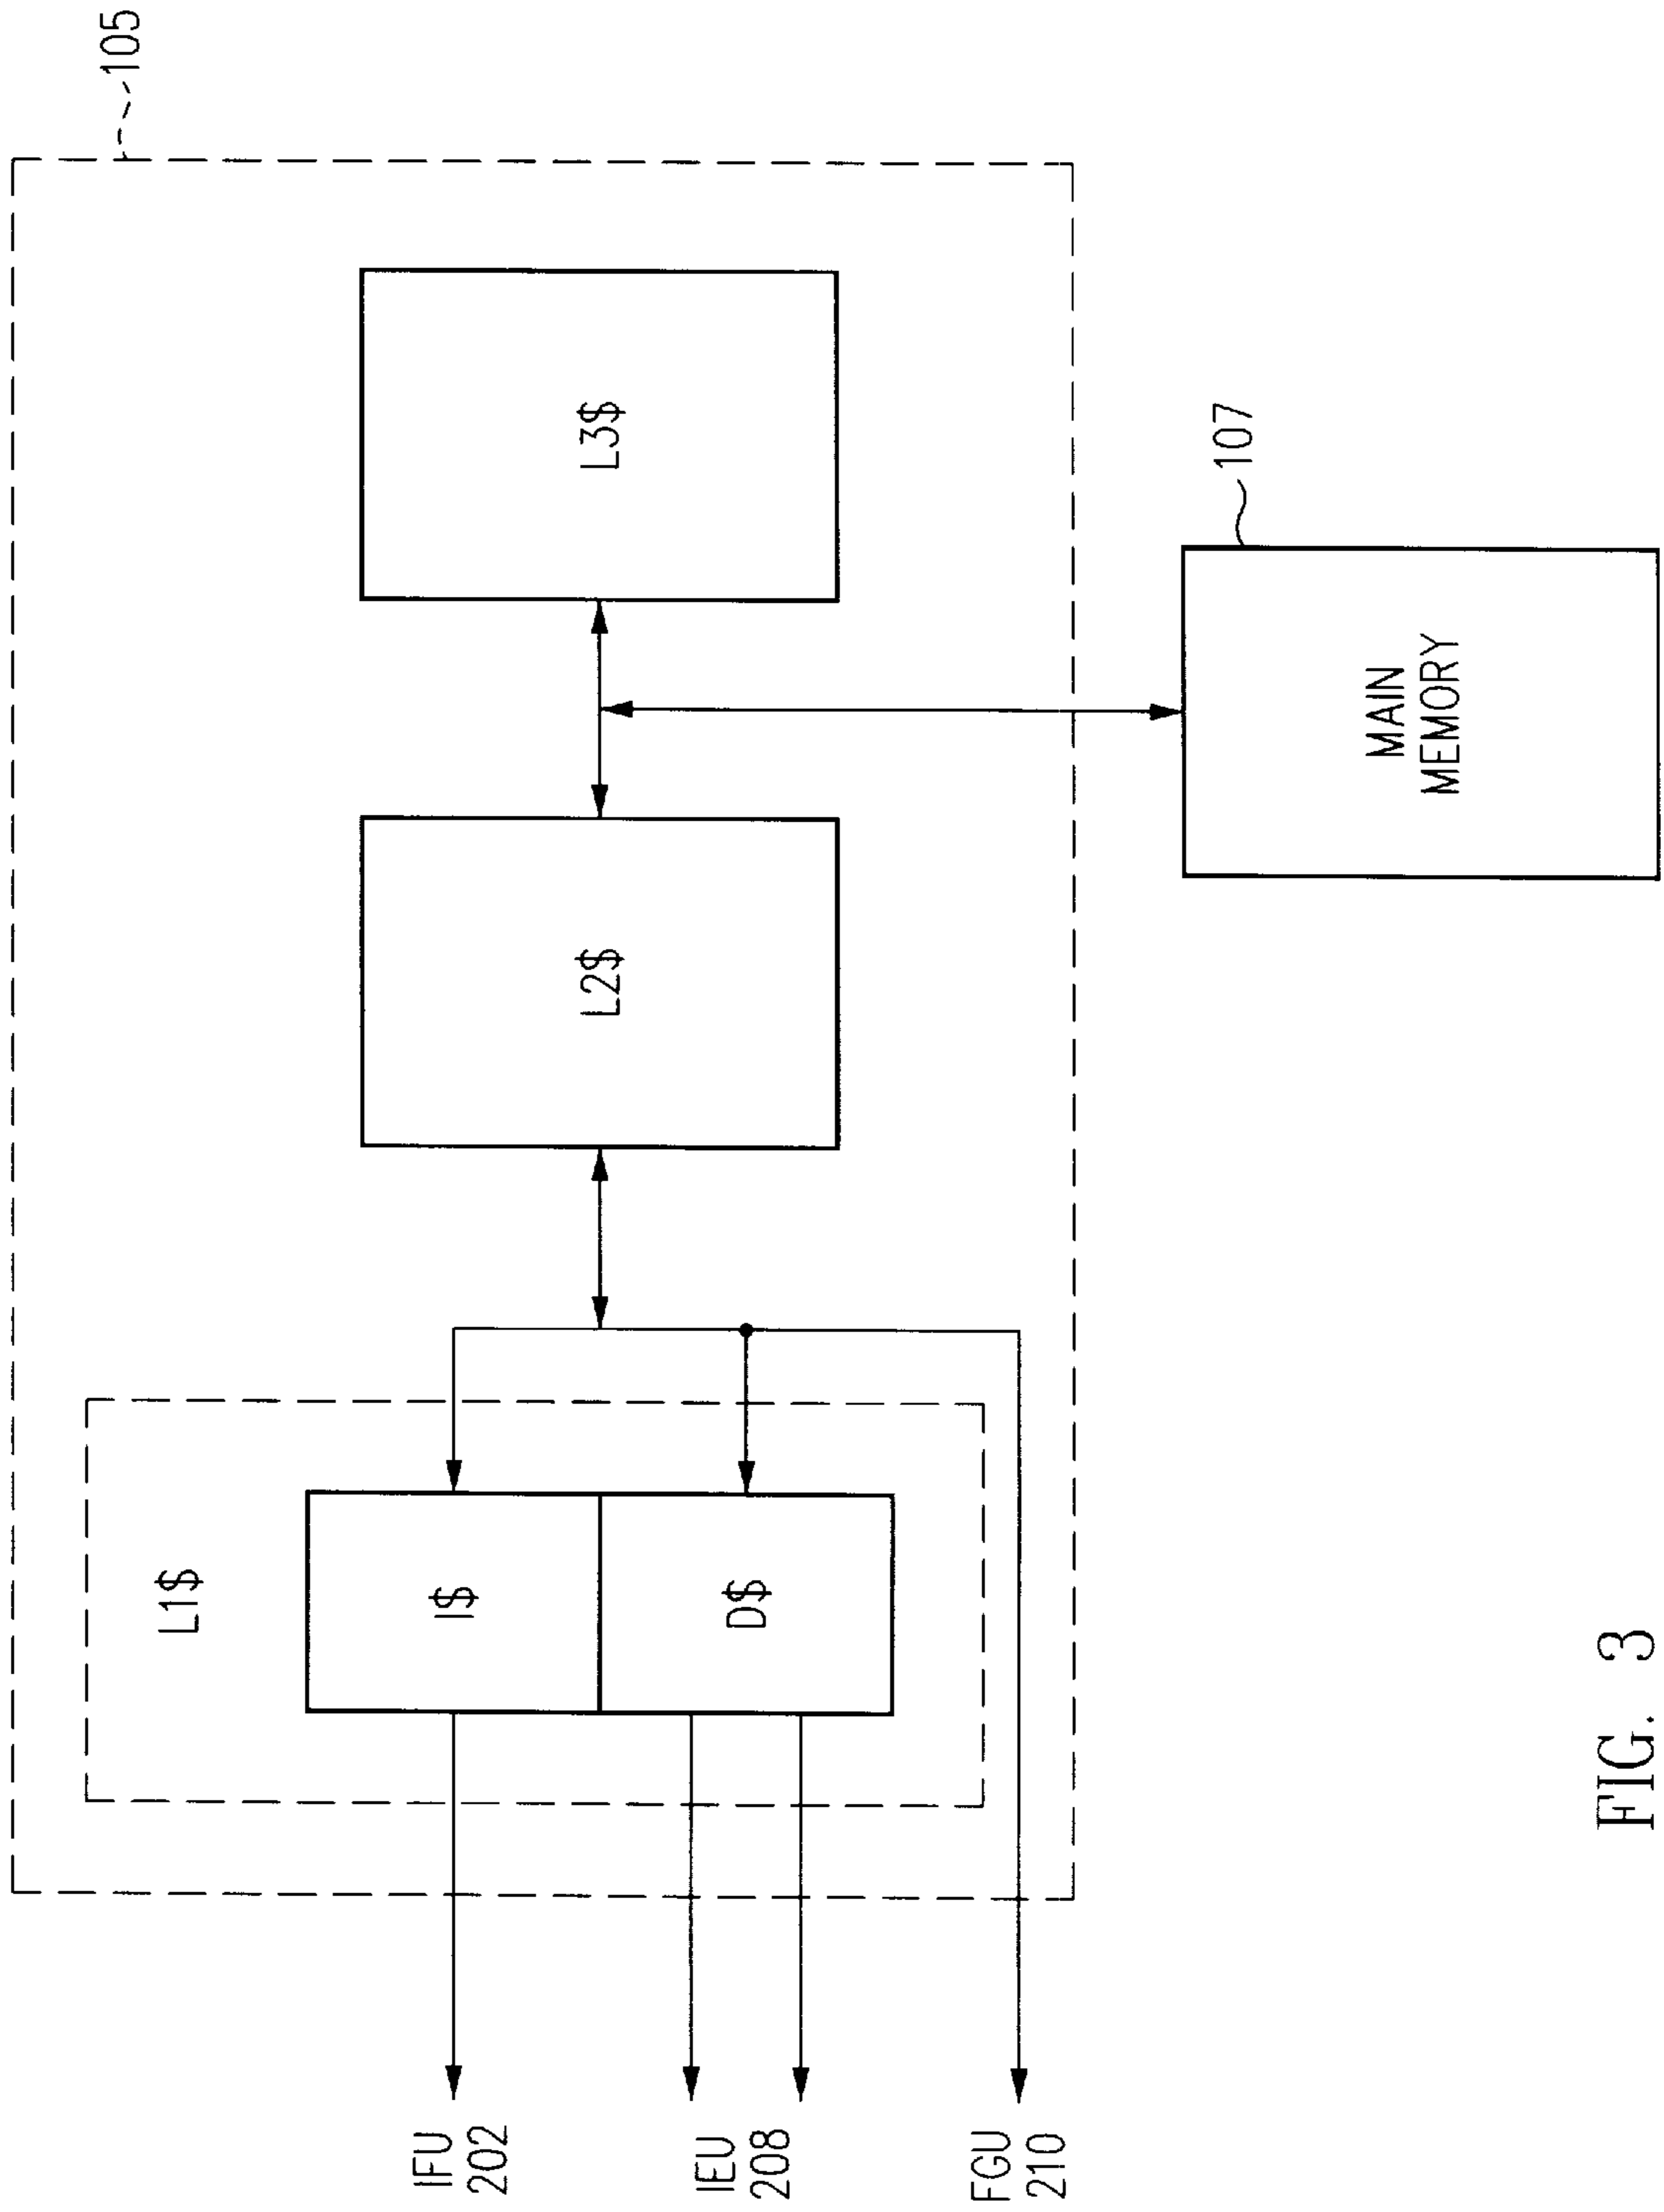 105
L1$
I$
D$
L2$
L3$
IFU
202
IEU
208
FGU
210
MAIN
MEMORY
107
FIG. 3